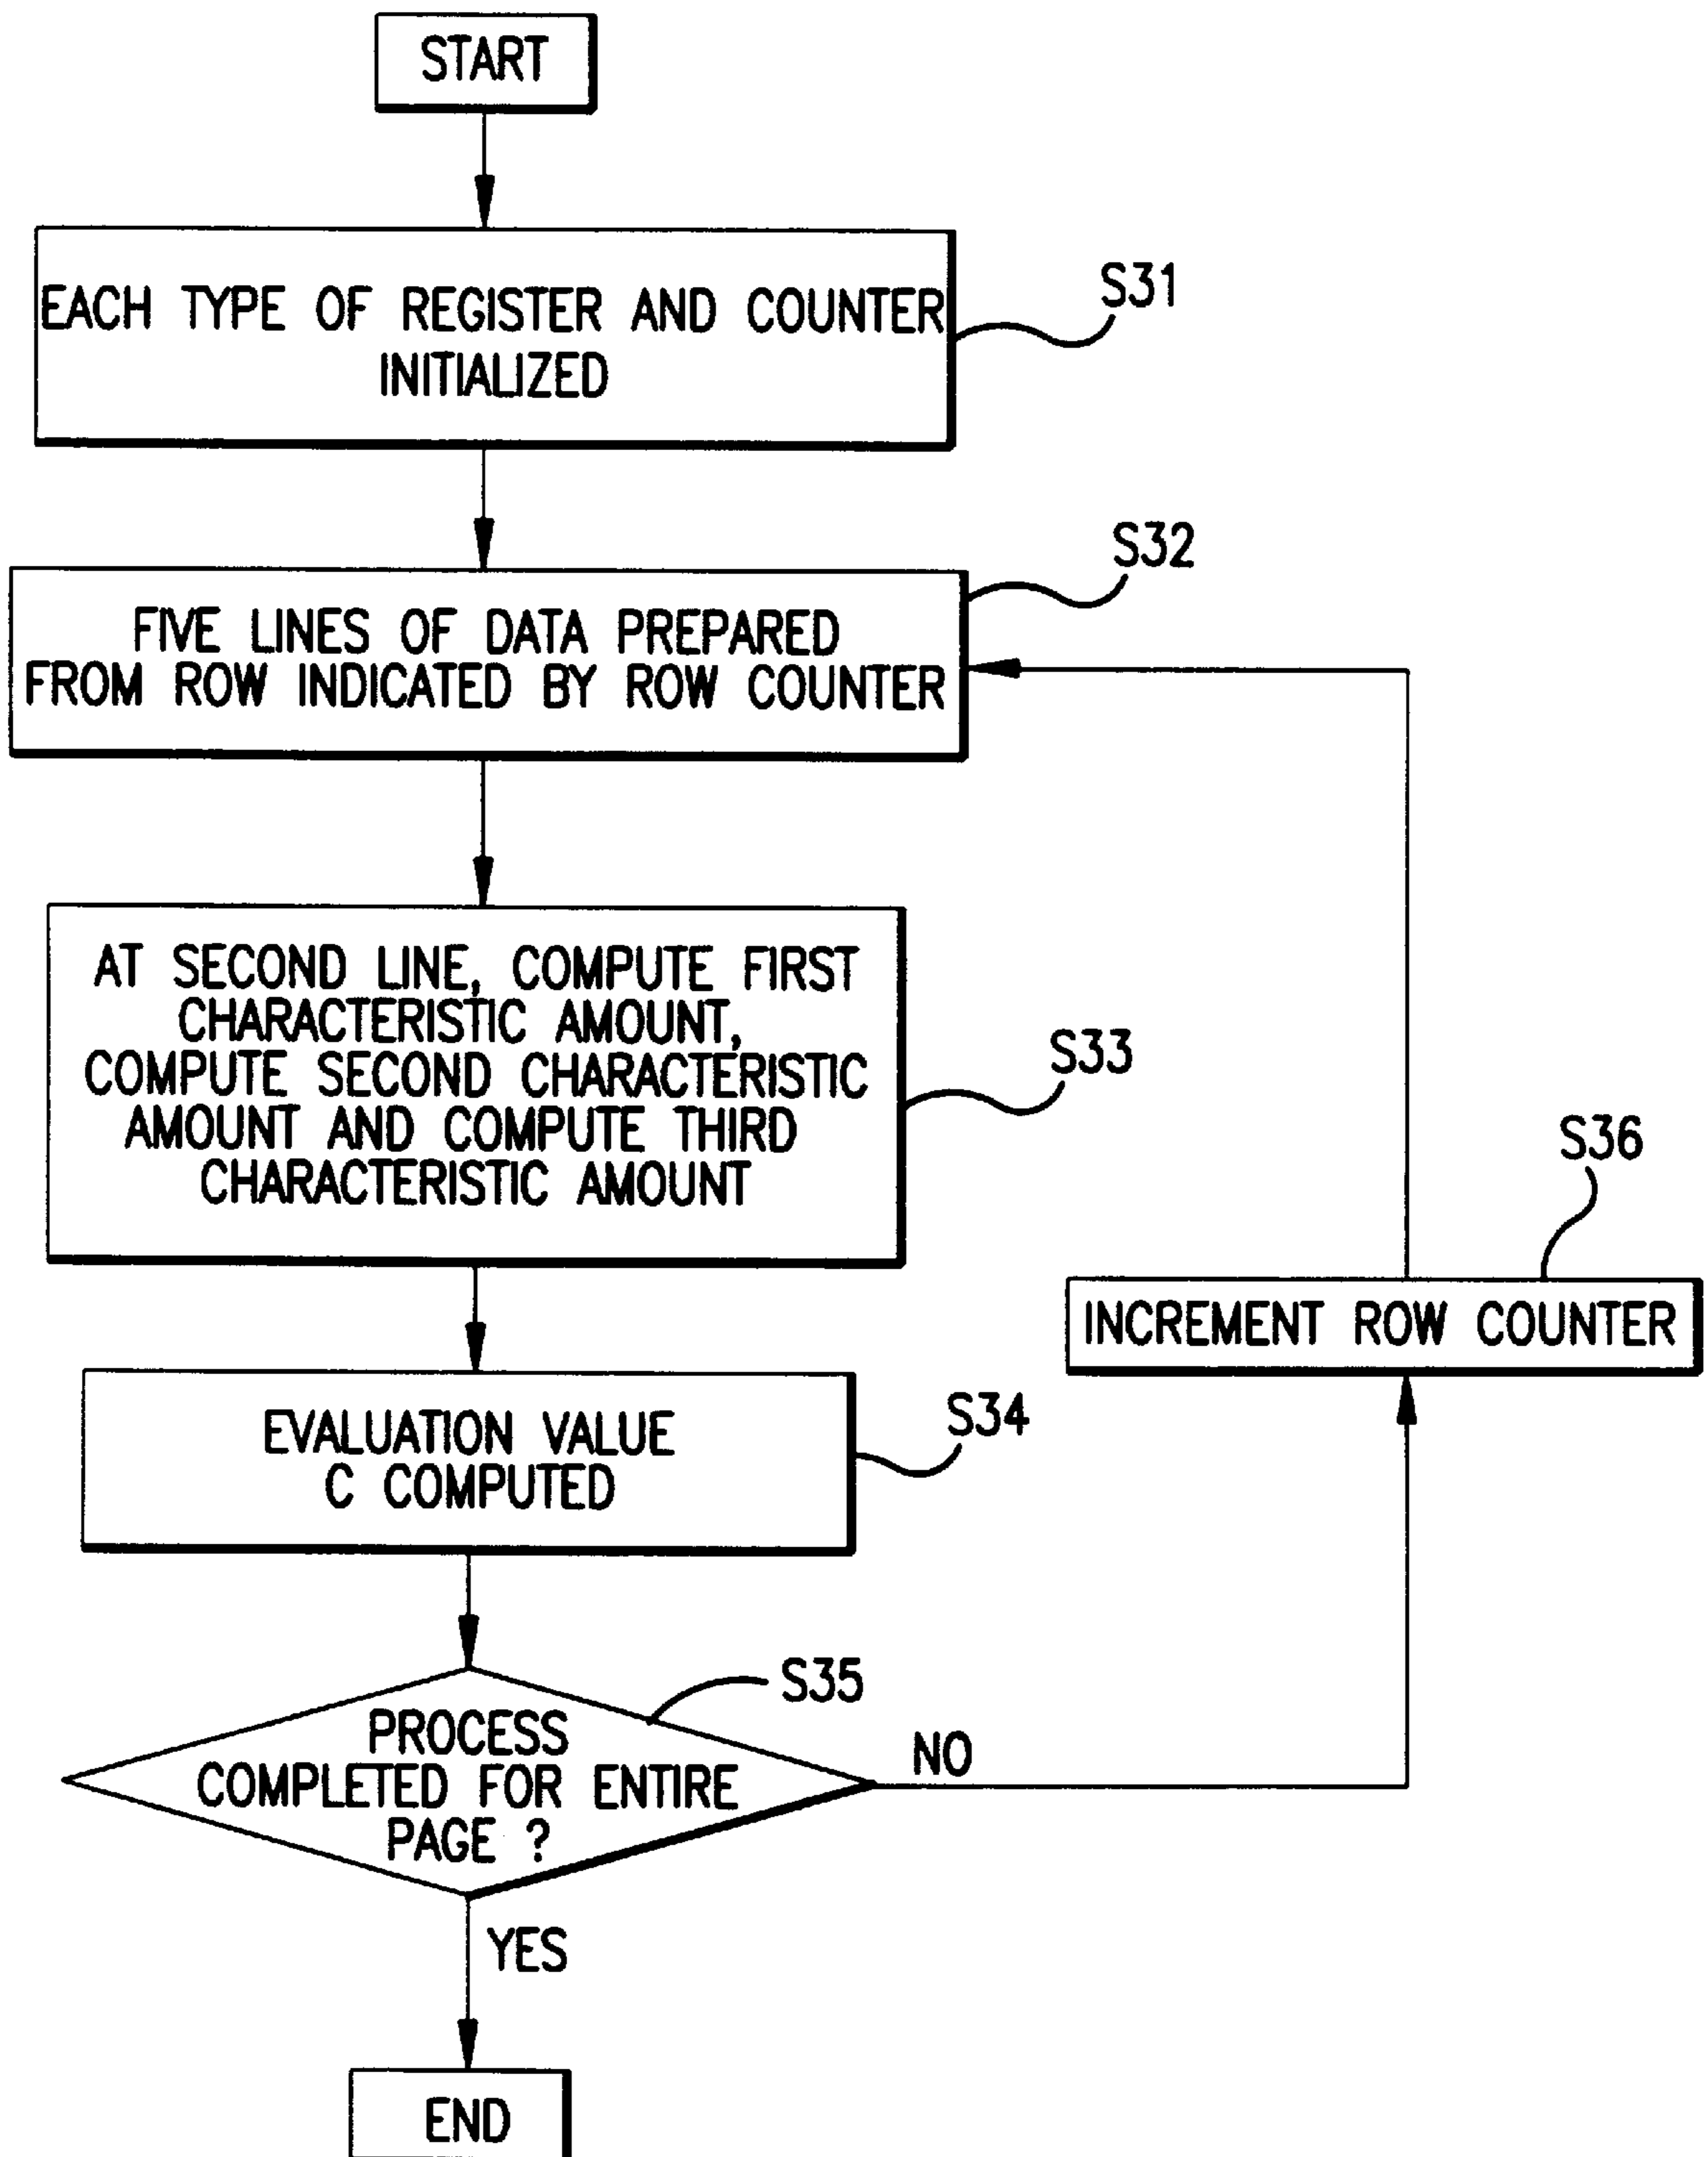 START
EACH TYPE OF REGISTER AND COUNTER
INITIALIZED
S31
FIVE LINES OF DATA PREPARED
FROM ROW INDICATED BY ROW COUNTER
S32
AT SECOND LINE, COMPUTE FIRST
CHARACTERISTIC AMOUNT,
COMPUTE SECOND CHARACTERISTIC
AMOUNT AND COMPUTE THIRD
CHARACTERISTIC AMOUNT
S33
EVALUATION VALUE
C COMPUTED
S34
PROCESS
COMPLETED FOR ENTIRE
PAGE ?
S35
NO
INCREMENT ROW COUNTER
S36
YES
END